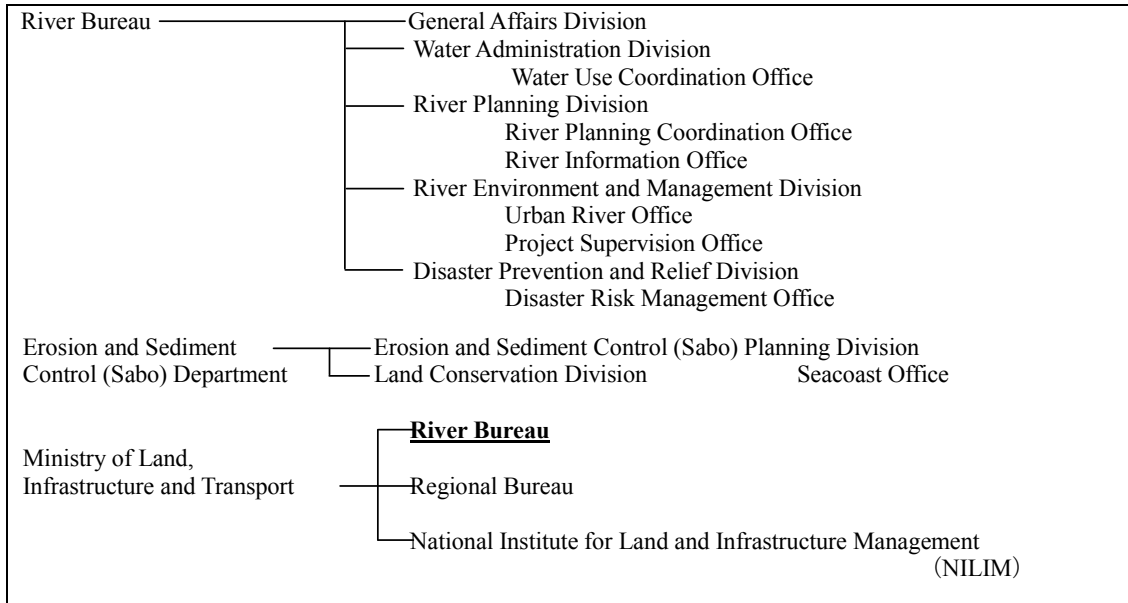 River Bureau General Affairs Division
Water Administration Division
Water Use Coordination Office
River Planning Division
River Planning Coordination Office
River Information Office
River Environment and Management Division
Urban River Office
Project Supervision Office
Disaster Prevention and Relief Division
Disaster Risk Management Office
Erosion and Sediment Erosion and Sediment Control (Sabo) Planning Division
Control (Sabo) Department Land Conservation Division Seacoast Office
River Bureau
Ministry of Land,
Infrastructure and Transport Regional Bureau
National Institute for Land and Infrastructure Management
(NILIM)